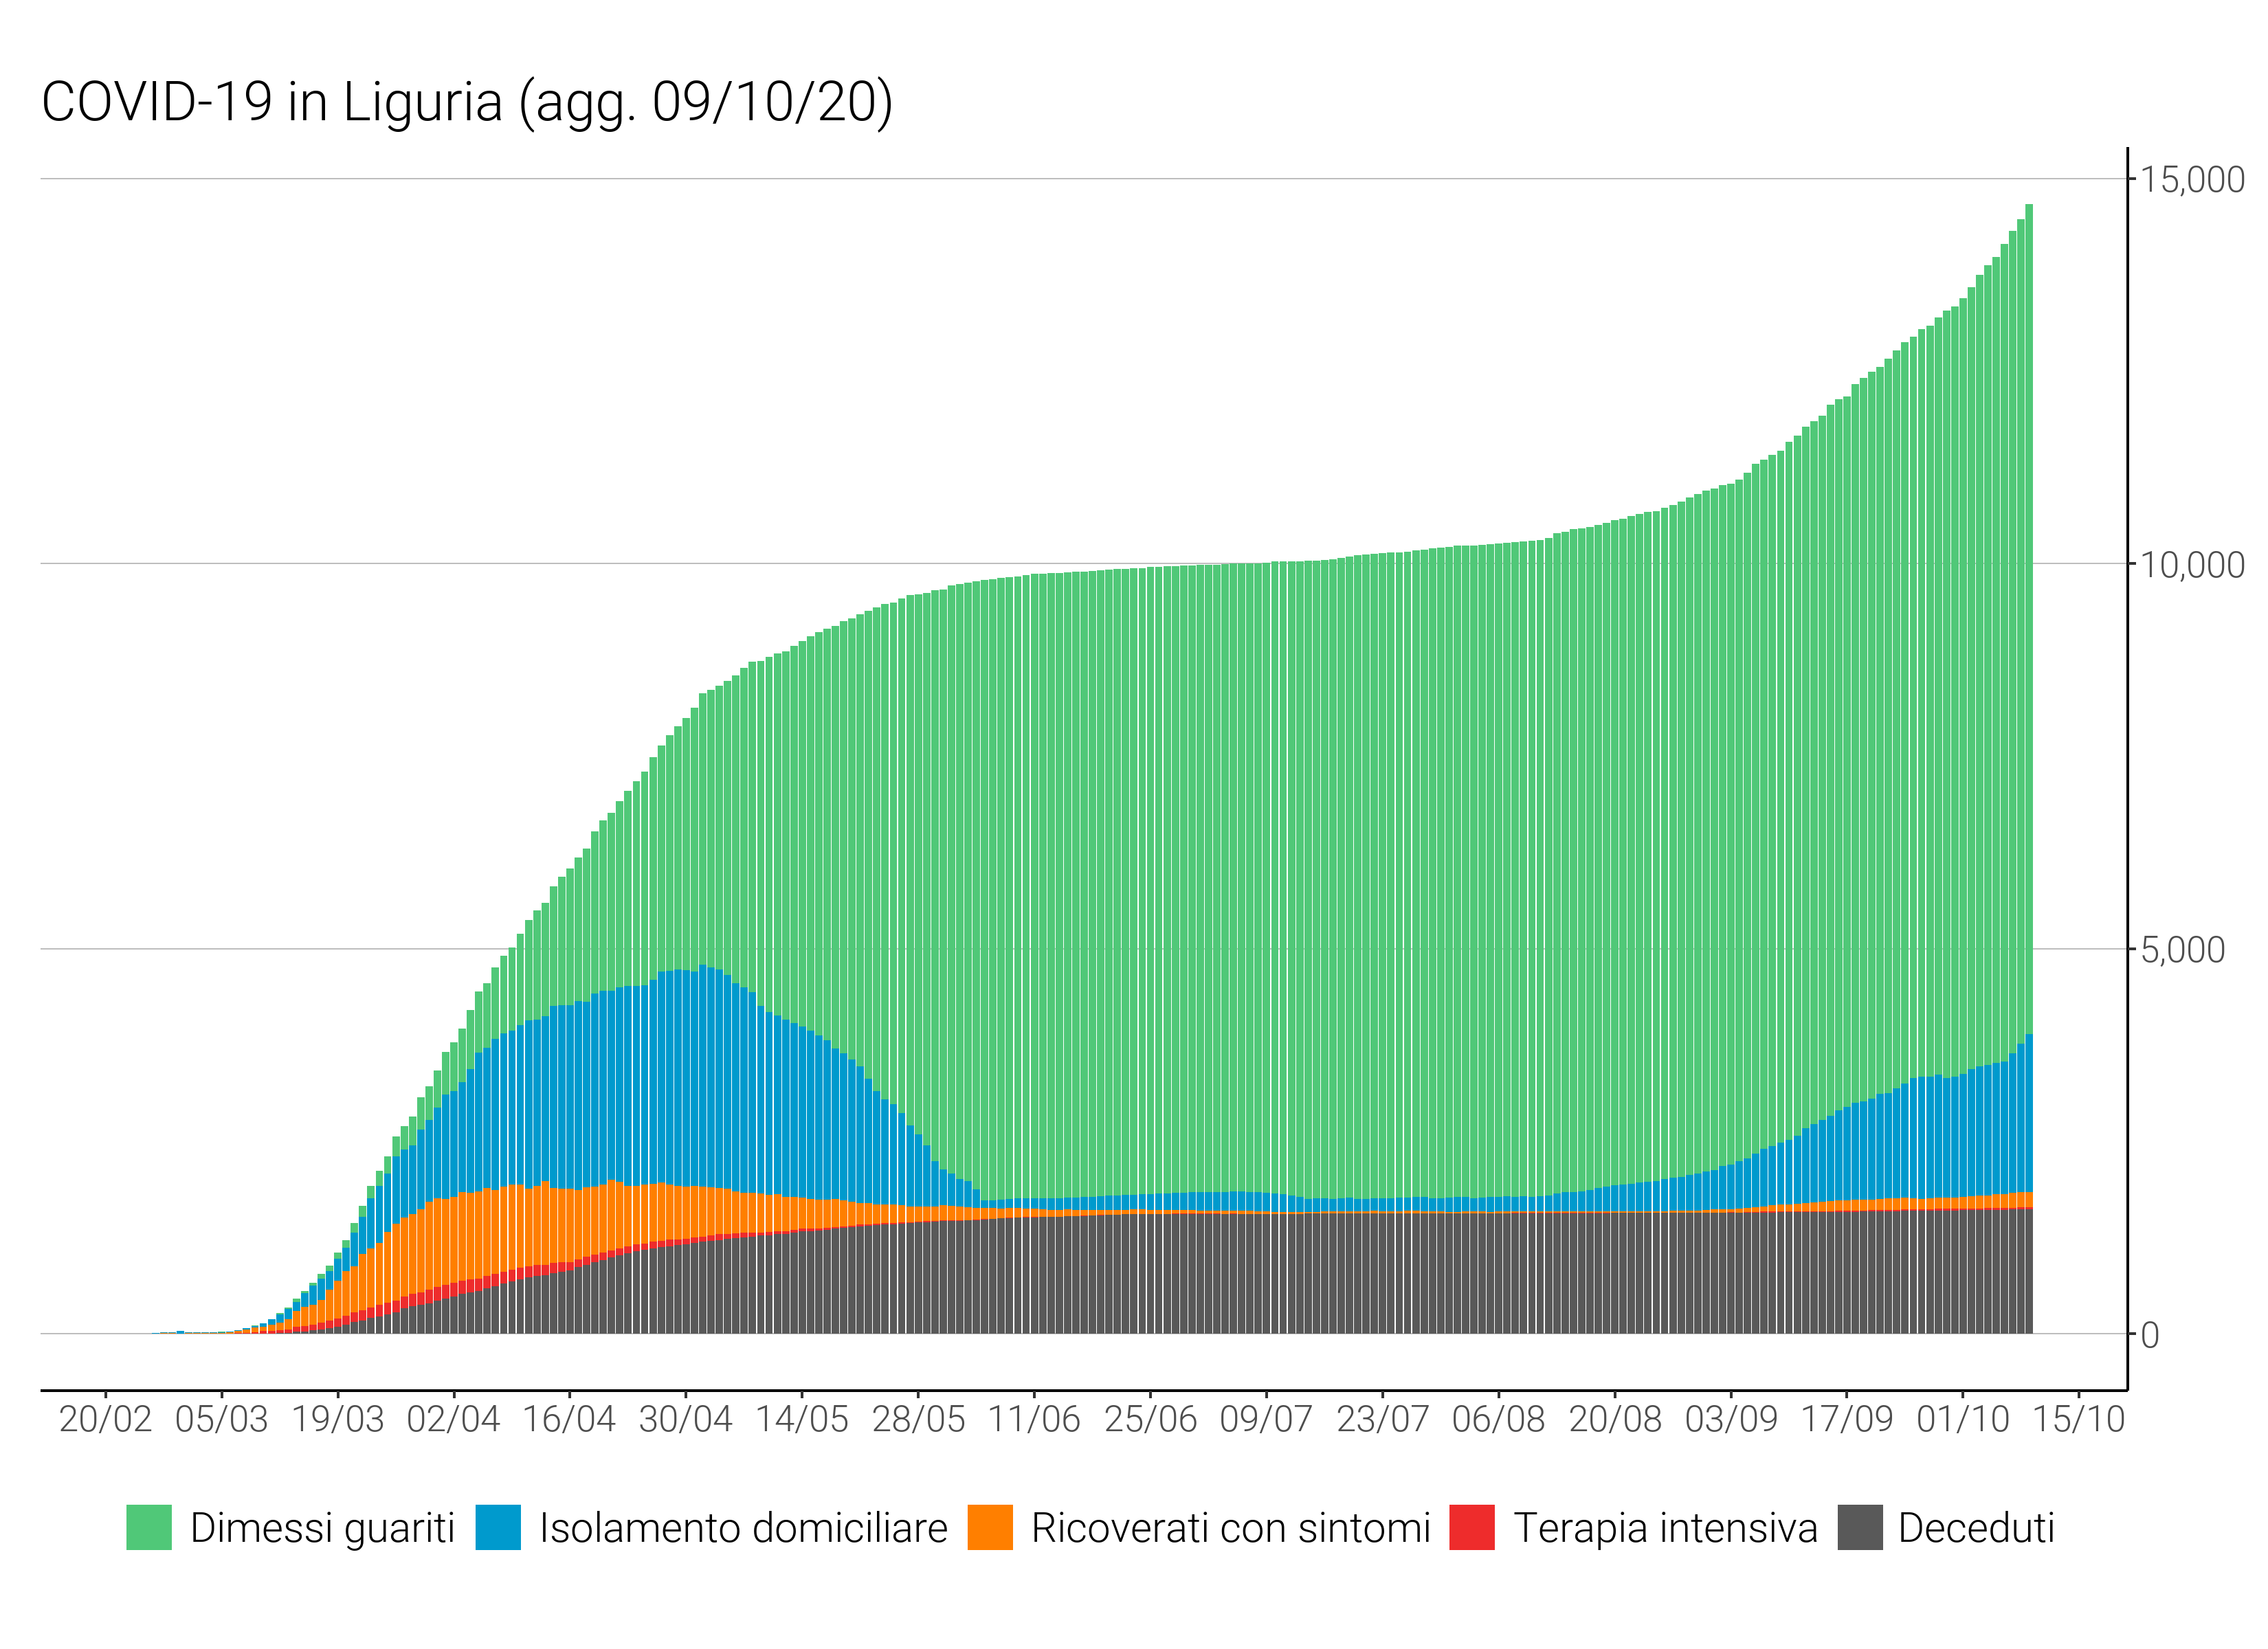 COVID-19 in Liguria (agg. 09/10/20)
15,000
10,000
5,000
0
20/02 05/03 19/03 02/04 16/04 30/04 14/05 28/05 11/06 25/06 09/07 23/07 06/08 20/08 03/09 17/09 01/10 15/10
Dimessi guariti Isolamento domiciliare Ricoverati con sintomi Terapia intensiva Deceduti